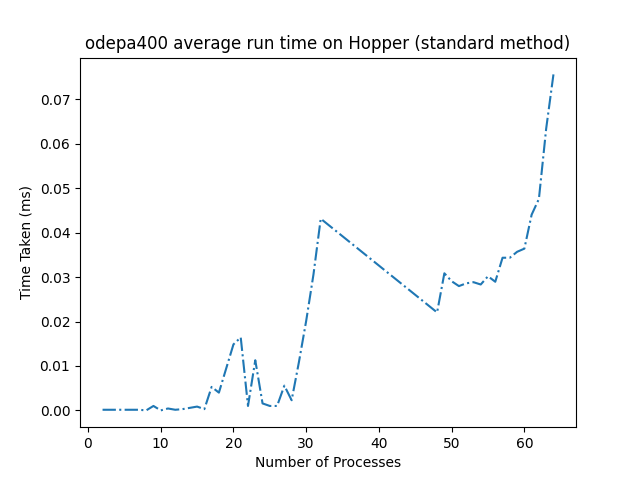 odepa400 average run time on Hopper (standard method)
0.07
0.06
0.05
0.04
0.03
0.02
0.01
0.00
Time Taken (ms)
0 10 20 30 40 50 60
Number of Processes